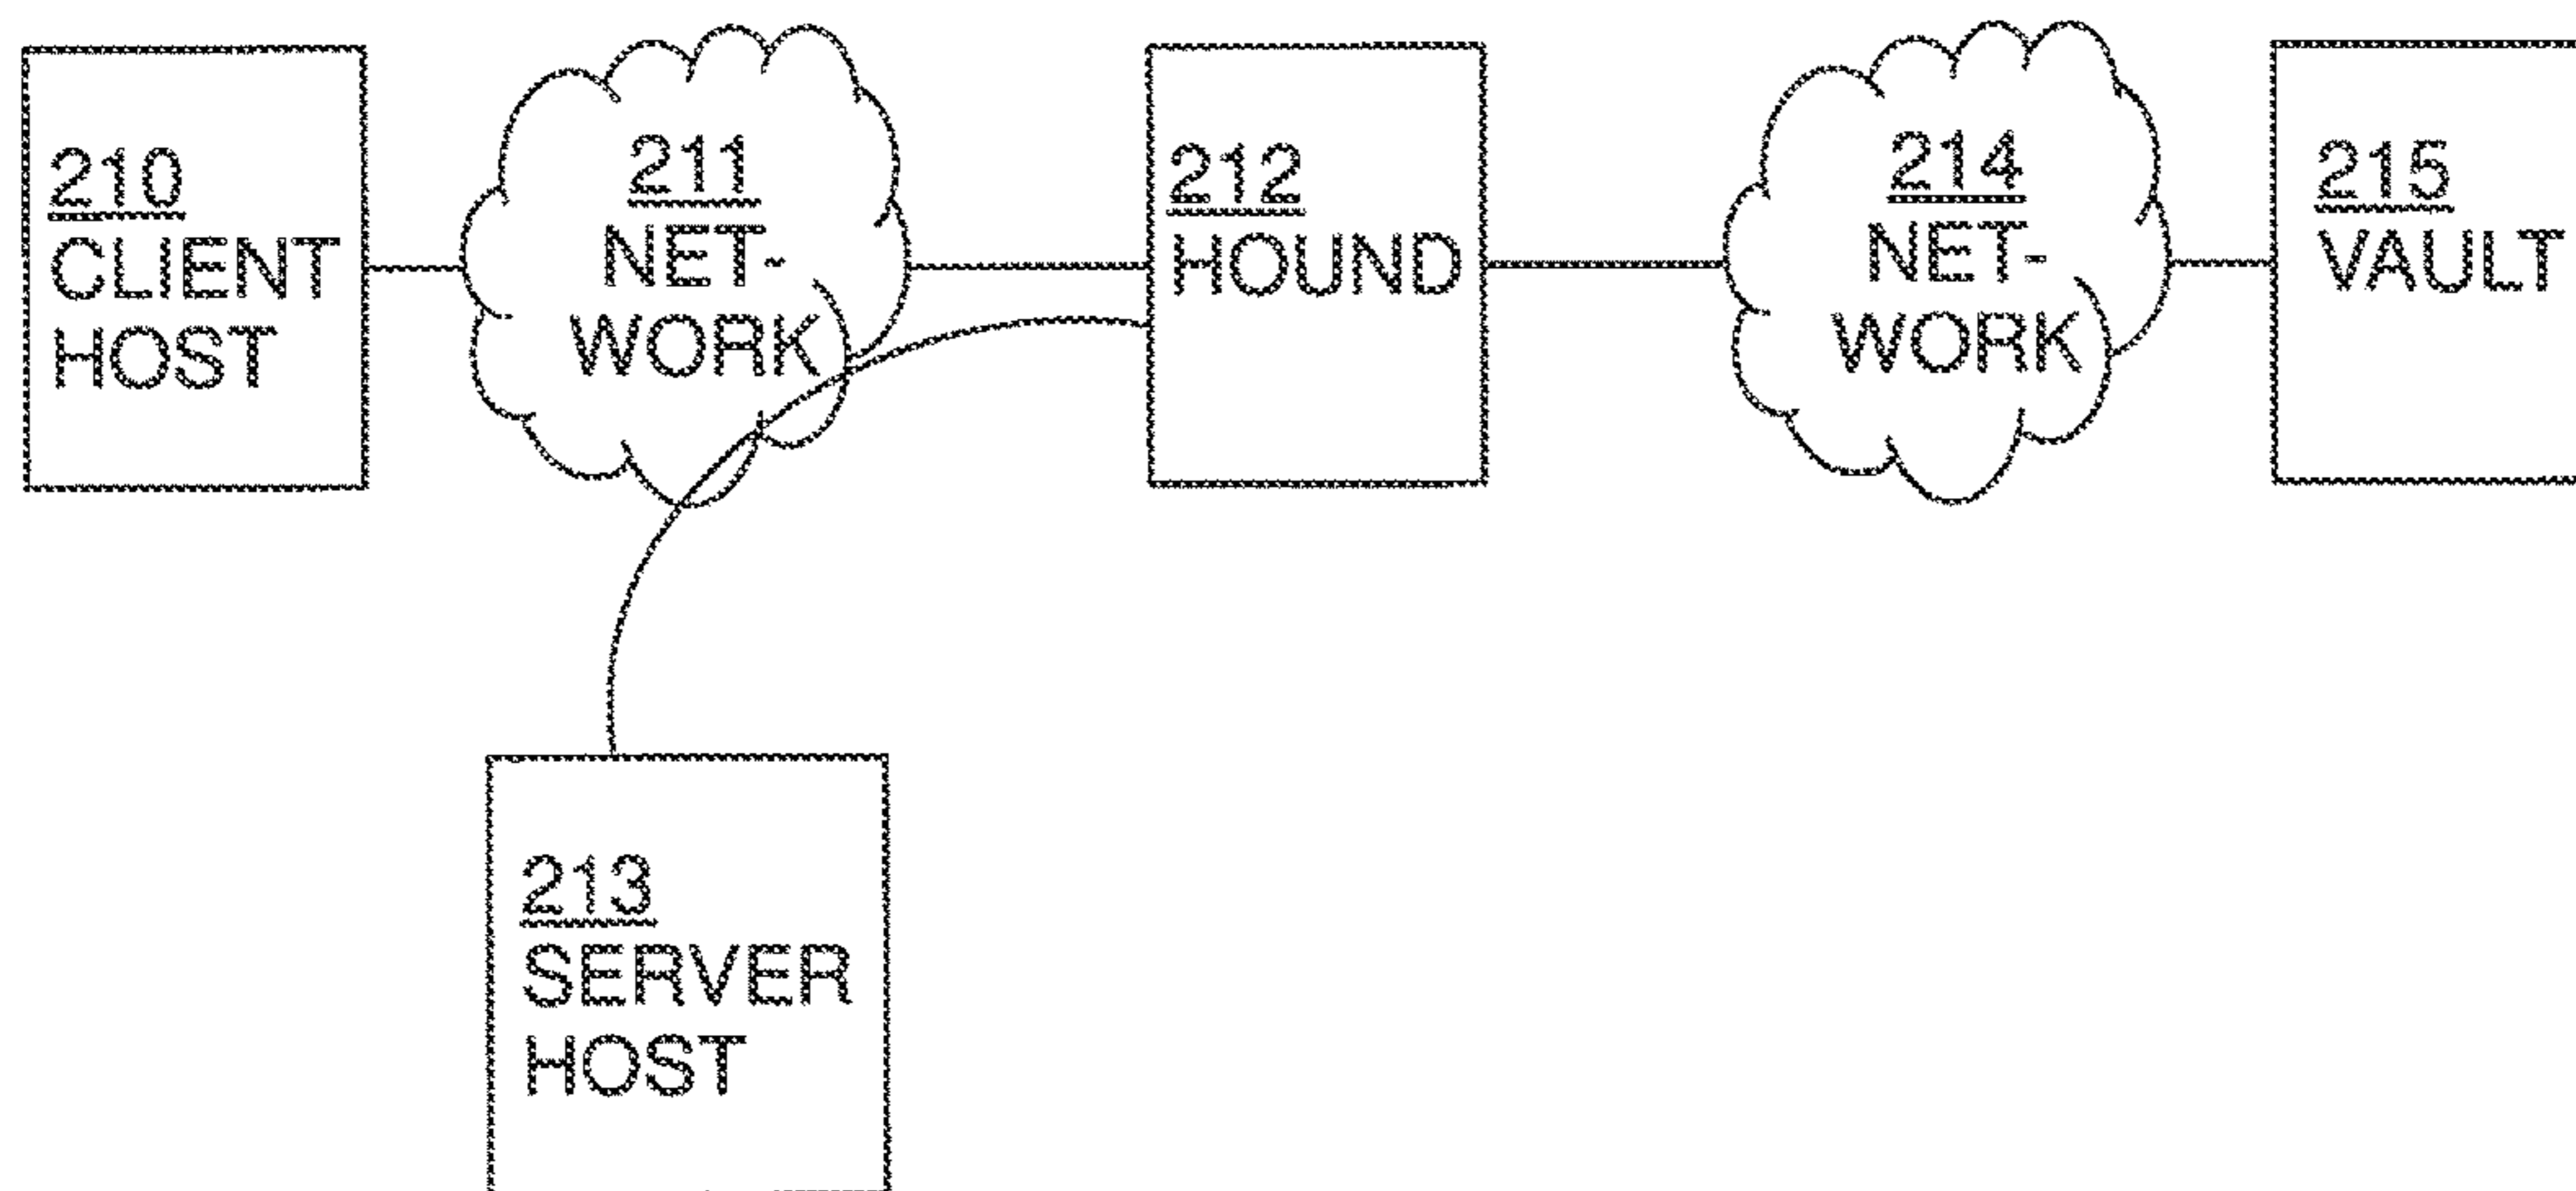 210
CLIENT
HOST
211
NET-
WORK
212
HOUND
214
NET-
WORK
215
VAULT
213
SERVER
HOST